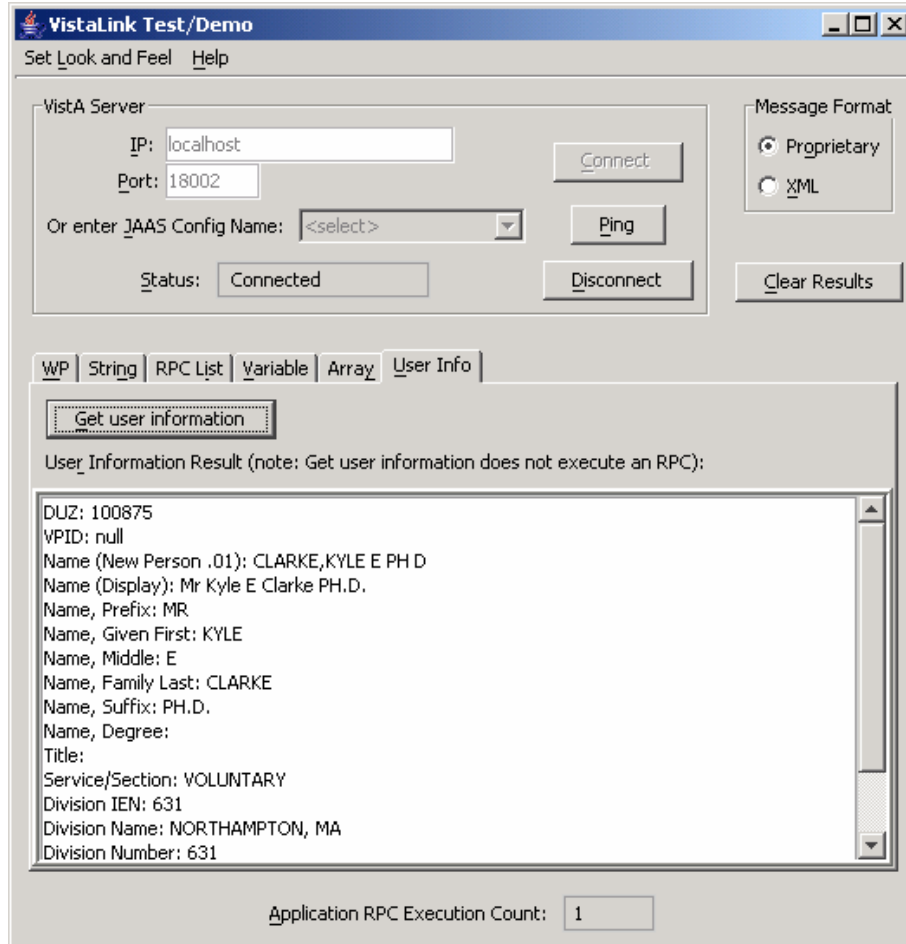 VistaLink Test/Demo
Set Look and Feel Help
VistA Server
IP: localhost
Port: 18002
Connect
Or enter JAAS Config Name: <select>
Ping
Status: Connected
Disconnect
Message Format
Proprietary
XML
Clear Results
WP String RPC List Variable Array User Info
Get user information
User Information Result (note: Get user information does not execute an RPC):
DUZ: 100875
VPID: null
Name (New Person .01): CLARKE,KYLE E PH D
Name (Display): Mr Kyle E Clarke PH.D.
Name, Prefix: MR
Name, Given First: KYLE
Name, Middle: E
Name, Family Last: CLARKE
Name, Suffix: PH.D.
Name, Degree:
Title:
Service/Section: VOLUNTARY
Division IEN: 631
Division Name: NORTHAMPTON, MA
Division Number: 631
Application RPC Execution Count: 1